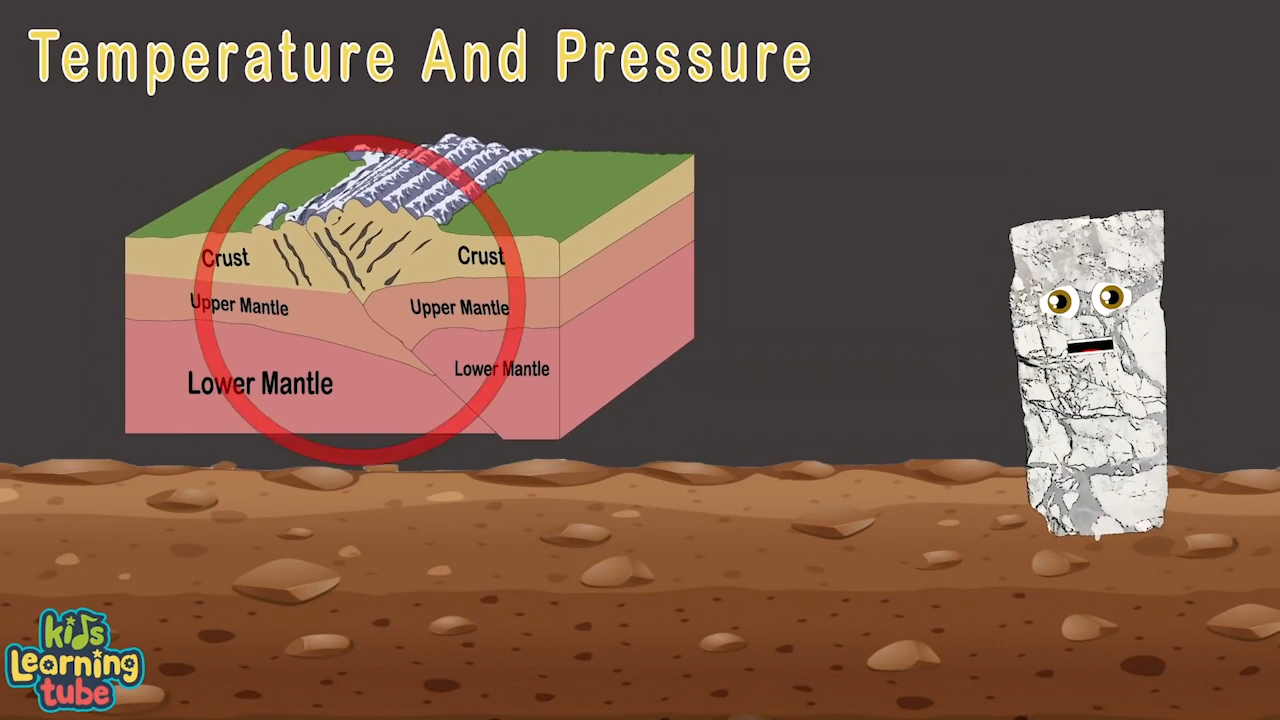 Temperature And Pressure
Crust
Crust
Upper Mantle
Upper Mantle
Lower Mantle
Lower Mantle
kids
Learning
tube